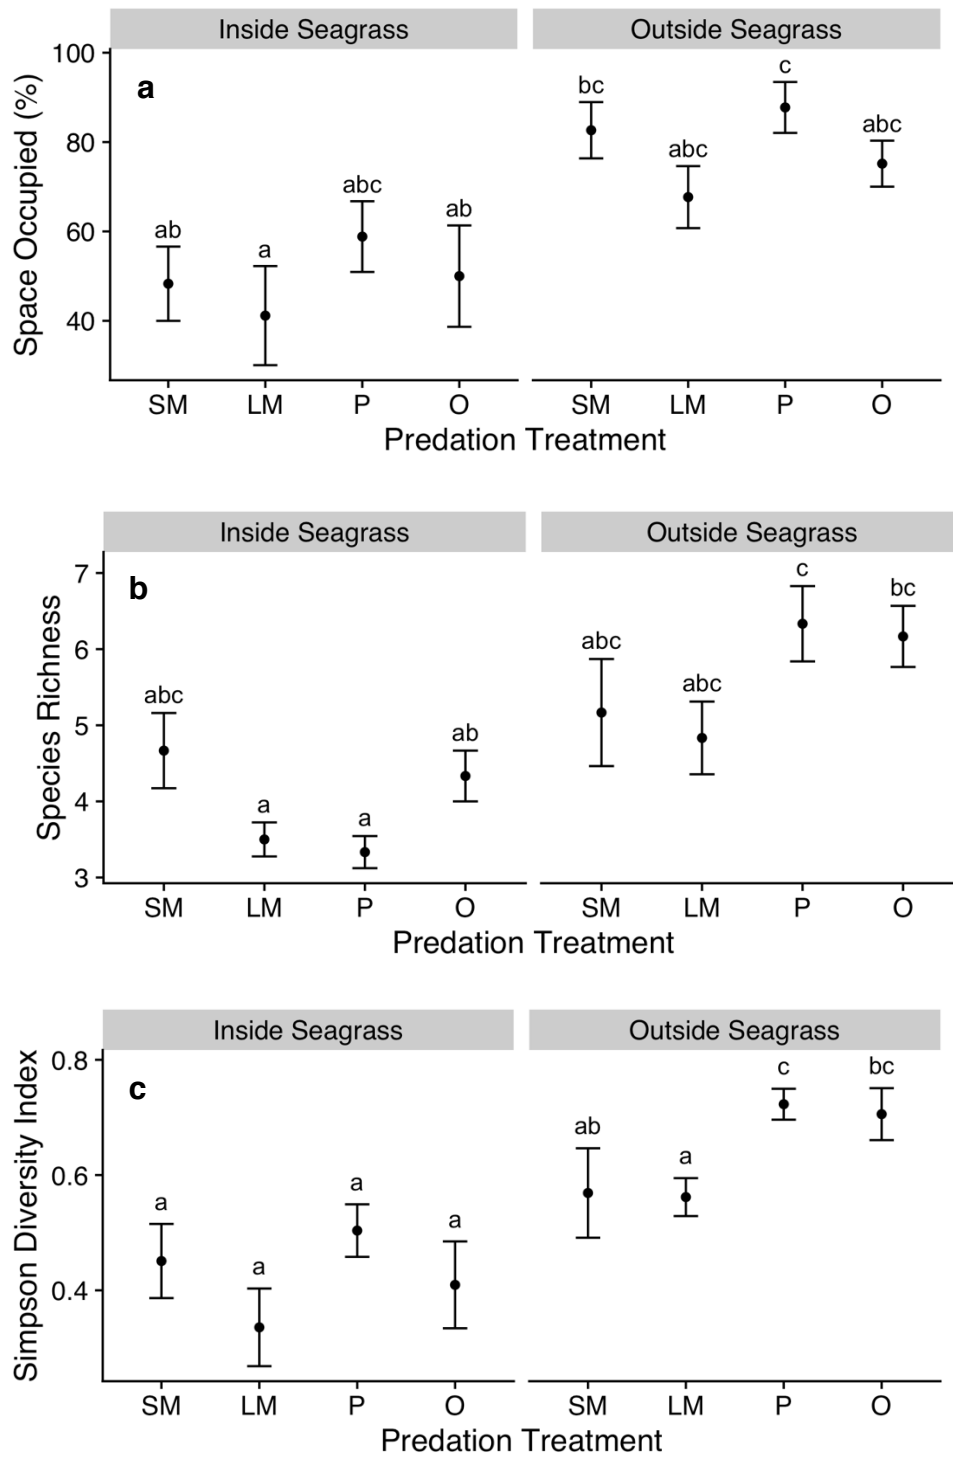 Inside Seagrass Outside Seagrass
100
a
c
bc
80
abc
abc
abc
ab
60
ab
a
40
Space Occupied (%)
SM LM P O SM LM P O
Predation Treatment
Inside Seagrass Outside Seagrass
7
b
c
bc
6
abc
abc
abc
5
ab
4
a
a
3
Species Richness
SM LM P O SM LM P O
Predation Treatment
Inside Seagrass Outside Seagrass
0.8
c
c
bc
ab
0.6
a
a
a
a
a
0.4
Simpson Diversity Index
SM LM P O SM LM P O
Predation Treatment